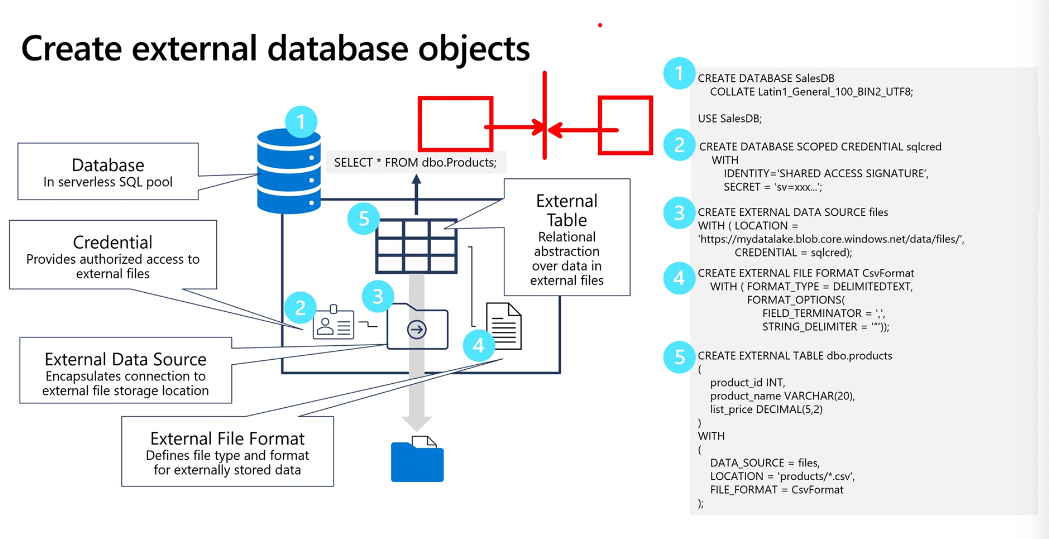 Create external database objects
1
Database
In serverless SQL pool
SELECT * FROM dbo.Products;
5
External
Table
Relational
abstraction
over data in
external files
Credential
Provides authorized access to
external files
2
3
4
External Data Source
Encapsulates connection to
external file storage location
External File Format
Defines file type and format
for externally stored data
1
CREATE DATABASE SalesDB
COLLATE Latin1_General_100_BIN2_UTF8;
USE SalesDB;
2
CREATE DATABASE SCOPED CREDENTIAL sqlcred
WITH
IDENTITY='SHARED ACCESS SIGNATURE',
SECRET = 'sv=xxx...';
3
CREATE EXTERNAL DATA SOURCE files
WITH ( LOCATION =
'https://mydatalake.blob.core.windows.net/data/files/',
CREDENTIAL = sqlcred);
4
CREATE EXTERNAL FILE FORMAT CsvFormat
WITH ( FORMAT_TYPE = DELIMITEDTEXT,
FORMAT_OPTIONS(
FIELD_TERMINATOR = ',',
STRING_DELIMITER = '"'));
5
CREATE EXTERNAL TABLE dbo.products
(
product_id INT,
product_name VARCHAR(20),
list_price DECIMAL(5,2)
)
WITH
(
DATA_SOURCE = files,
LOCATION = 'products/*.csv',
FILE_FORMAT = CsvFormat
);